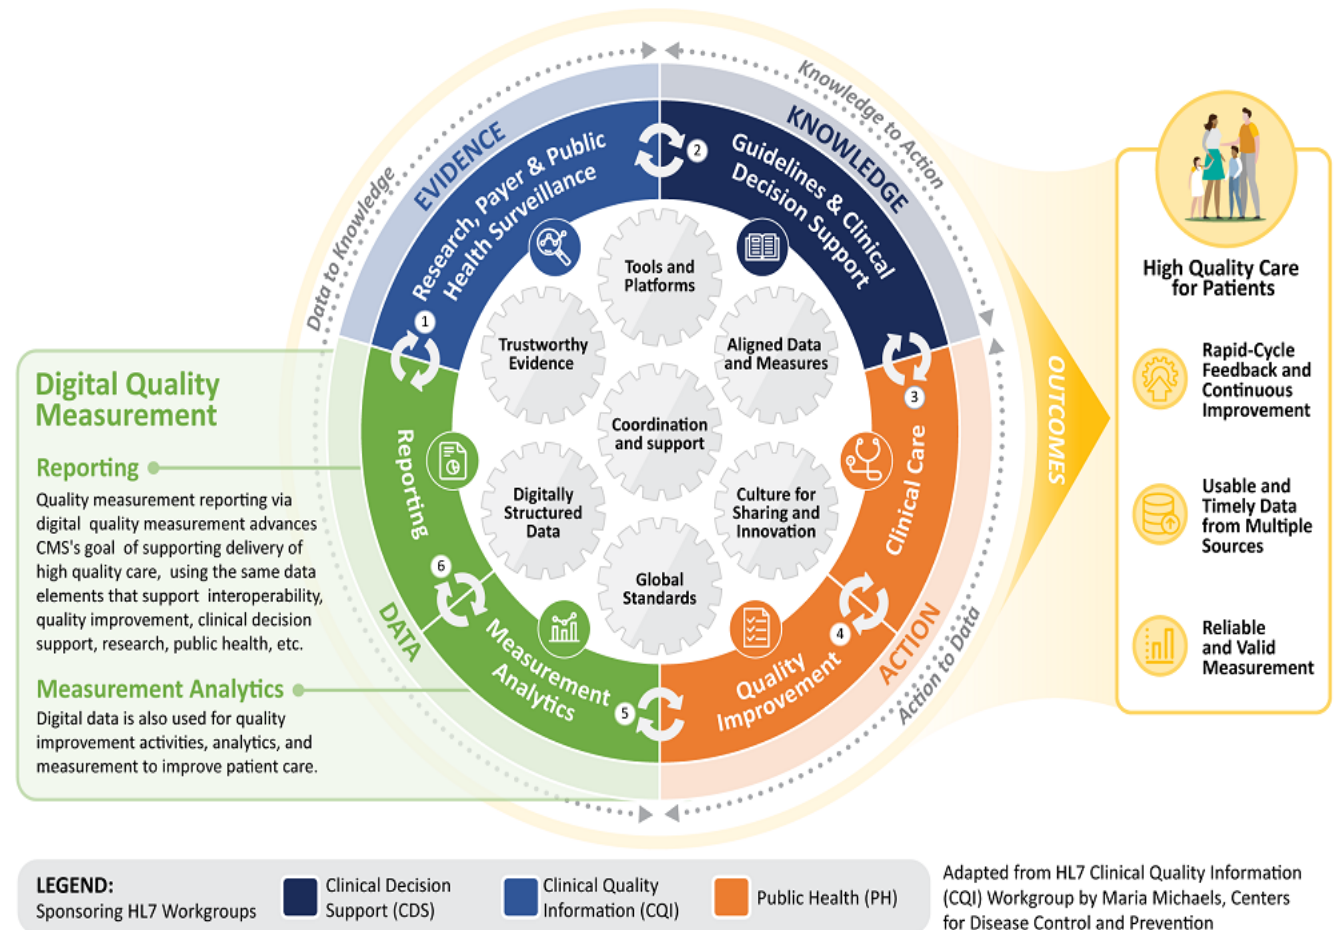 Knowledge to Action
Data to Knowledge
EVIDENCE
KNOWLEDGE
Research, Payer & Public
Health Surveillance
2
Guidelines & Clinical
Decision Support
1
Tools and
Platforms
Trustworthy
Evidence
Aligned Data
and Measures
Coordination
and support
Digitally
Structured
Data
Culture for
Sharing and
Innovation
Global
Standards
3
Clinical Care
4
Quality
Improvement
ACTION
Action to Data
5
Measurement
Analytics
6
Reporting
DATA
Digital Quality
Measurement
Reporting
Quality measurement reporting via
digital quality measurement advances
CMS's goal of supporting delivery of
high quality care, using the same data
elements that support interoperability,
quality improvement, clinical decision
support, research, public health, etc.
Measurement Analytics
Digital data is also used for quality
improvement activities, analytics, and
measurement to improve patient care.
OUTCOMES
High Quality Care
for Patients
Rapid-Cycle
Feedback and
Continuous
Improvement
Usable and
Timely Data
from Multiple
Sources
Reliable
and Valid
Measurement
LEGEND:
Sponsoring HL7 Workgroups
Clinical Decision
Support (CDS)
Clinical Quality
Information (CQI)
Public Health (PH)
Adapted from HL7 Clinical Quality Information
(CQI) Workgroup by Maria Michaels, Centers
for Disease Control and Prevention